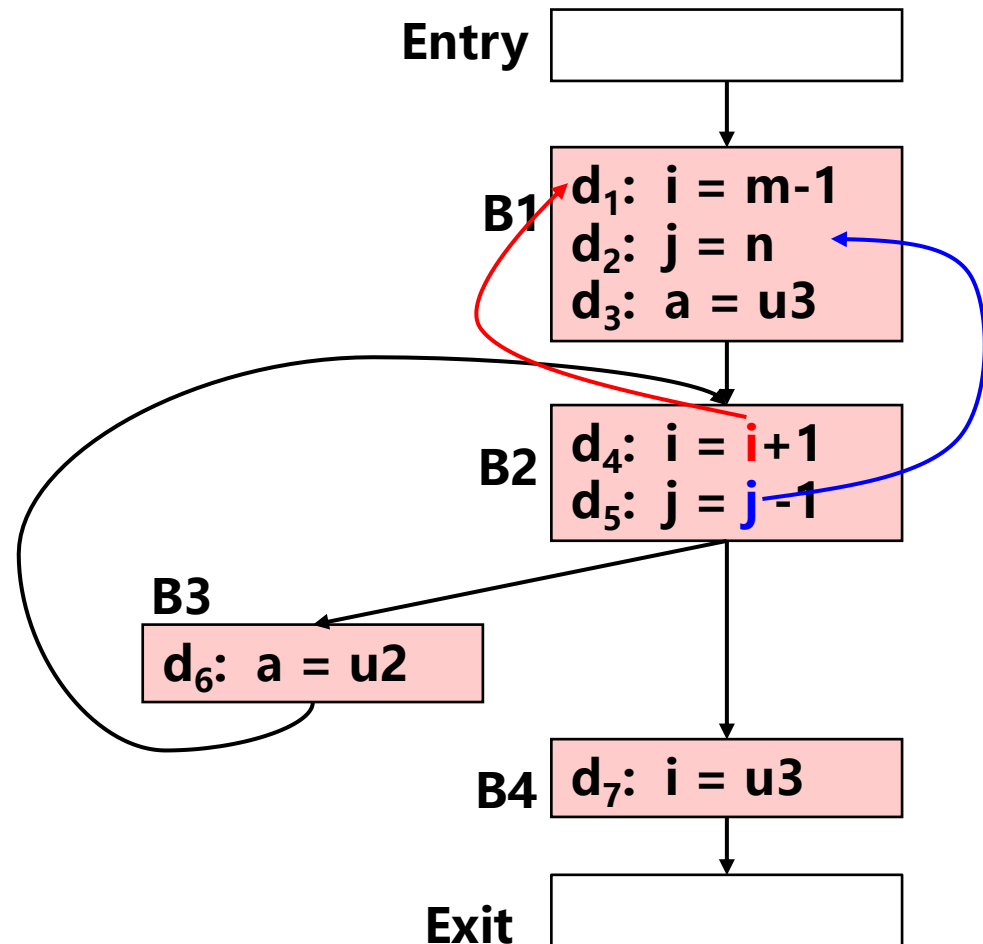 Entry
B1
d₁: i = m-1
d₂: j = n
d₃: a = u3
B2
d₄: i = i+1
d₅: j = j-1
B3
d₆: a = u2
B4
d₇: i = u3
Exit